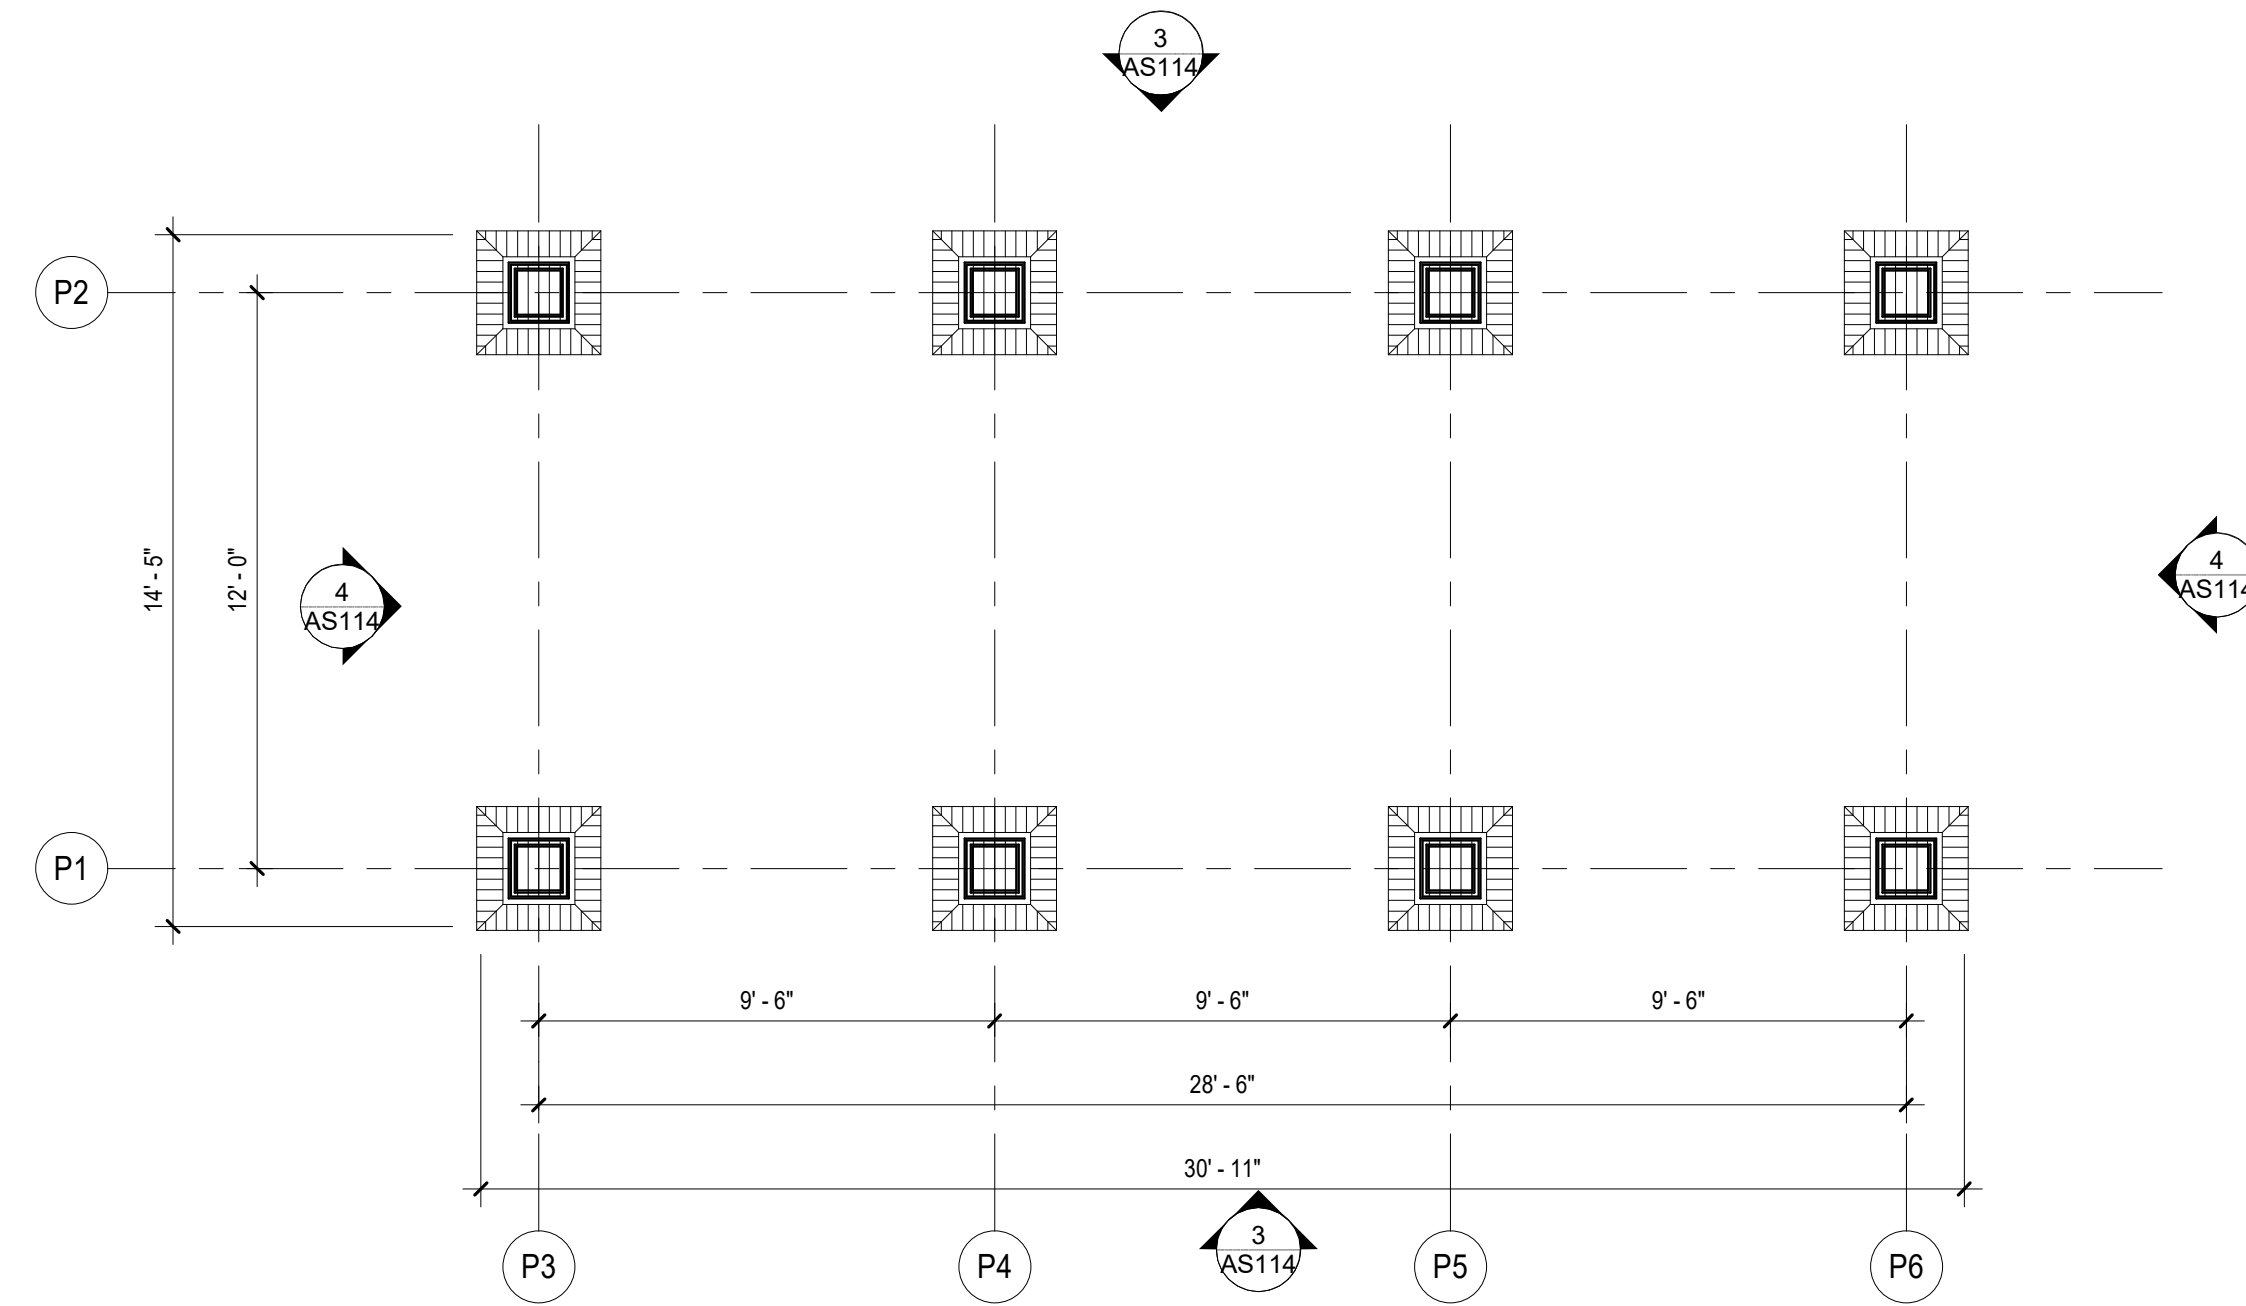 3
AS114
P2
14' - 5"
12' - 0"
4
AS114
4
AS114
P1
9' - 6"
9' - 6"
9' - 6"
28' - 6"
30' - 11"
3
AS114
P3
P4
P5
P6